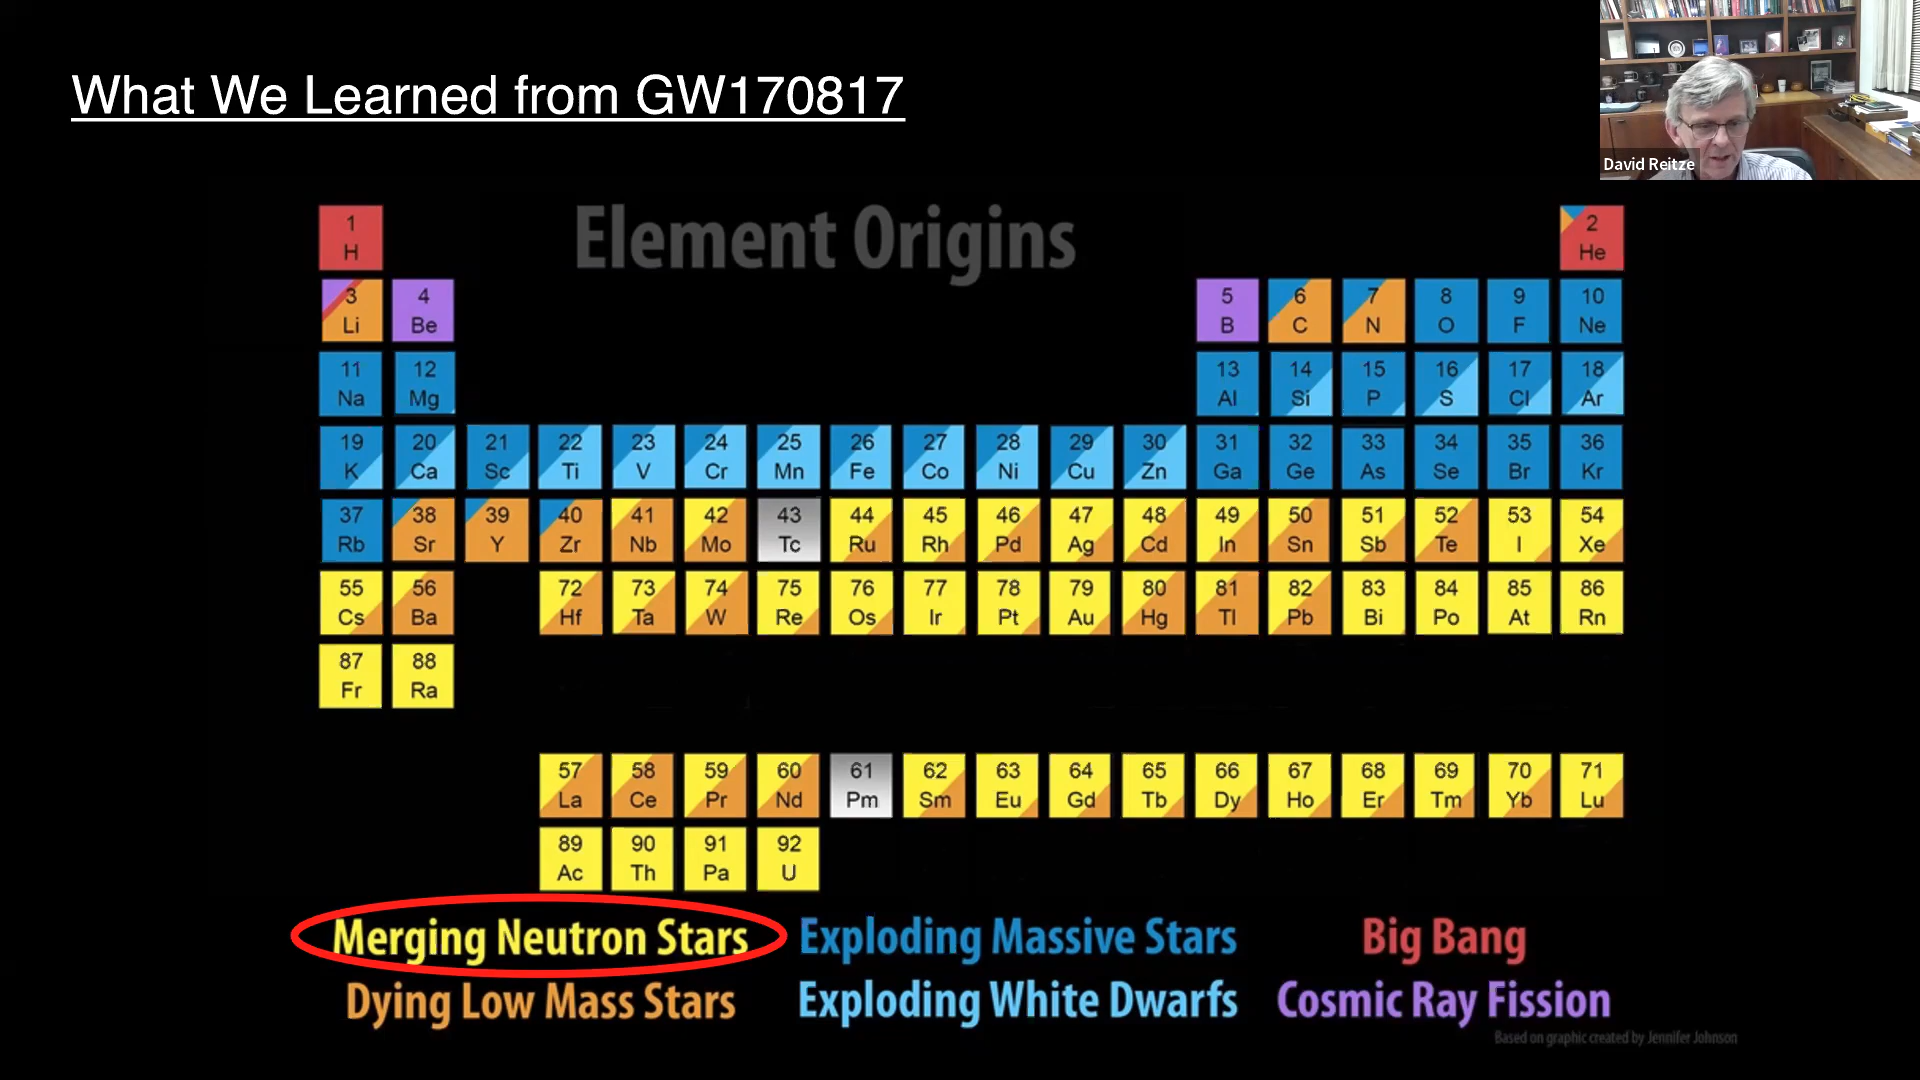 What We Learned from GW170817
David Reitze
Element Origins
1 2
H He
3 4 5 6 7 8 9 10
Li Be B C N O F Ne
11 12 13 14 15 16 17 18
Na Mg Al Si P S Cl Ar
19 20 21 22 23 24 25 26 27 28 29 30 31 32 33 34 35 36
K Ca Sc Ti V Cr Mn Fe Co Ni Cu Zn Ga Ge As Se Br Kr
37 38 39 40 41 42 43 44 45 46 47 48 49 50 51 52 53 54
Rb Sr Y Zr Nb Mo Tc Ru Rh Pd Ag Cd In Sn Sb Te I Xe
55 56 72 73 74 75 76 77 78 79 80 81 82 83 84 85 86
Cs Ba Hf Ta W Re Os Ir Pt Au Hg Tl Pb Bi Po At Rn
87 88
Fr Ra
57 58 59 60 61 62 63 64 65 66 67 68 69 70 71
La Ce Pr Nd Pm Sm Eu Gd Tb Dy Ho Er Tm Yb Lu
89 90 91 92
Ac Th Pa U
Merging Neutron Stars Exploding Massive Stars Big Bang
Dying Low Mass Stars Exploding White Dwarfs Cosmic Ray Fission
Based on graphic created by Jennifer Johnson